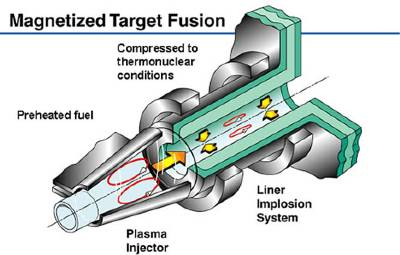 Magnetized Target Fusion
Compressed to
thermonuclear
conditions
Preheated fuel
Plasma
Injector
Liner
Implosion
System